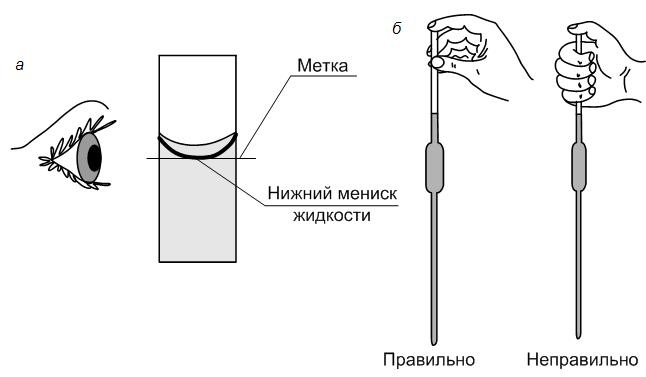 а
Метка
Нижний мениск
жидкости
б
Правильно
Неправильно